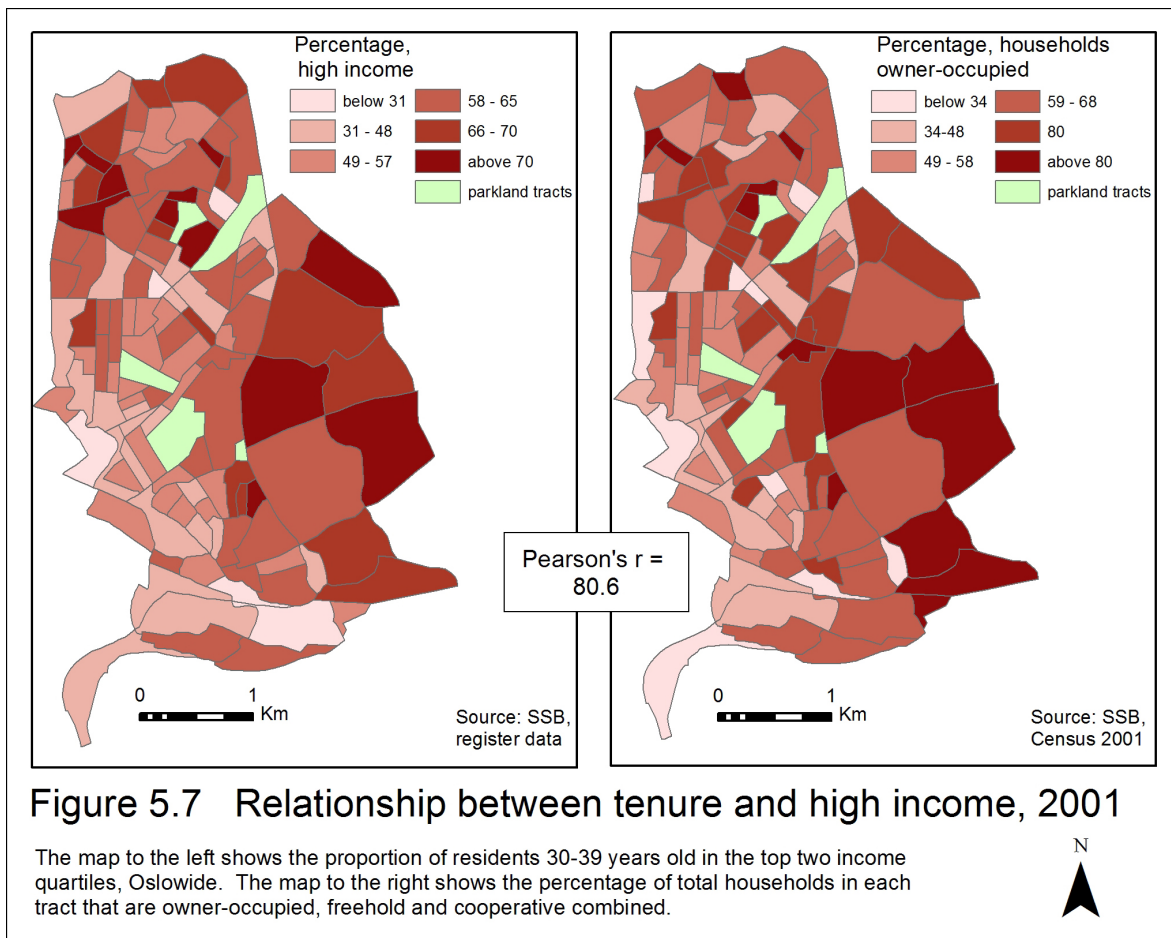 Percentage,
high income
below 31
31 - 48
49 - 57
58 - 65
66 - 70
above 70
parkland tracts
0 1
Km
Source: SSB,
register data
Percentage, households
owner-occupied
below 34
34-48
49 - 58
59 - 68
80
above 80
parkland tracts
0 1
Km
Source: SSB,
Census 2001
Pearson's r =
80.6
Figure 5.7 Relationship between tenure and high income, 2001
The map to the left shows the proportion of residents 30-39 years old in the top two income
quartiles, Oslowide. The map to the right shows the percentage of total households in each
tract that are owner-occupied, freehold and cooperative combined.
N